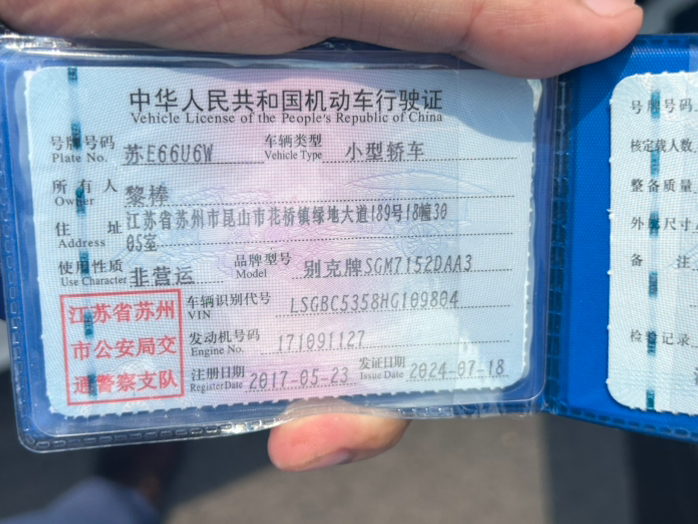 中华人民共和国机动车行驶证
Vehicle License of the People's Republic of China
号牌号码 苏E66U6W 车辆类型 小型轿车
Plate No. Vehicle Type
所有人 黎棒
Owner
住址 江苏省苏州市昆山市花桥镇绿地大道189号18幢30
Address 05室
使用性质 非营运 品牌型号 别克牌SGM7152DAA3
Use Character Model
江苏省苏州
市公安局交
通警察支队
车辆识别代号 LSGBC5358HG109804
VIN
发动机号码 171091127
Engine No.
注册日期 2017-05-23 发证日期 2024-07-18
Register Date Issue Date
号牌号码
核定载人数
整备质量
外廓尺寸
备注
检验记录